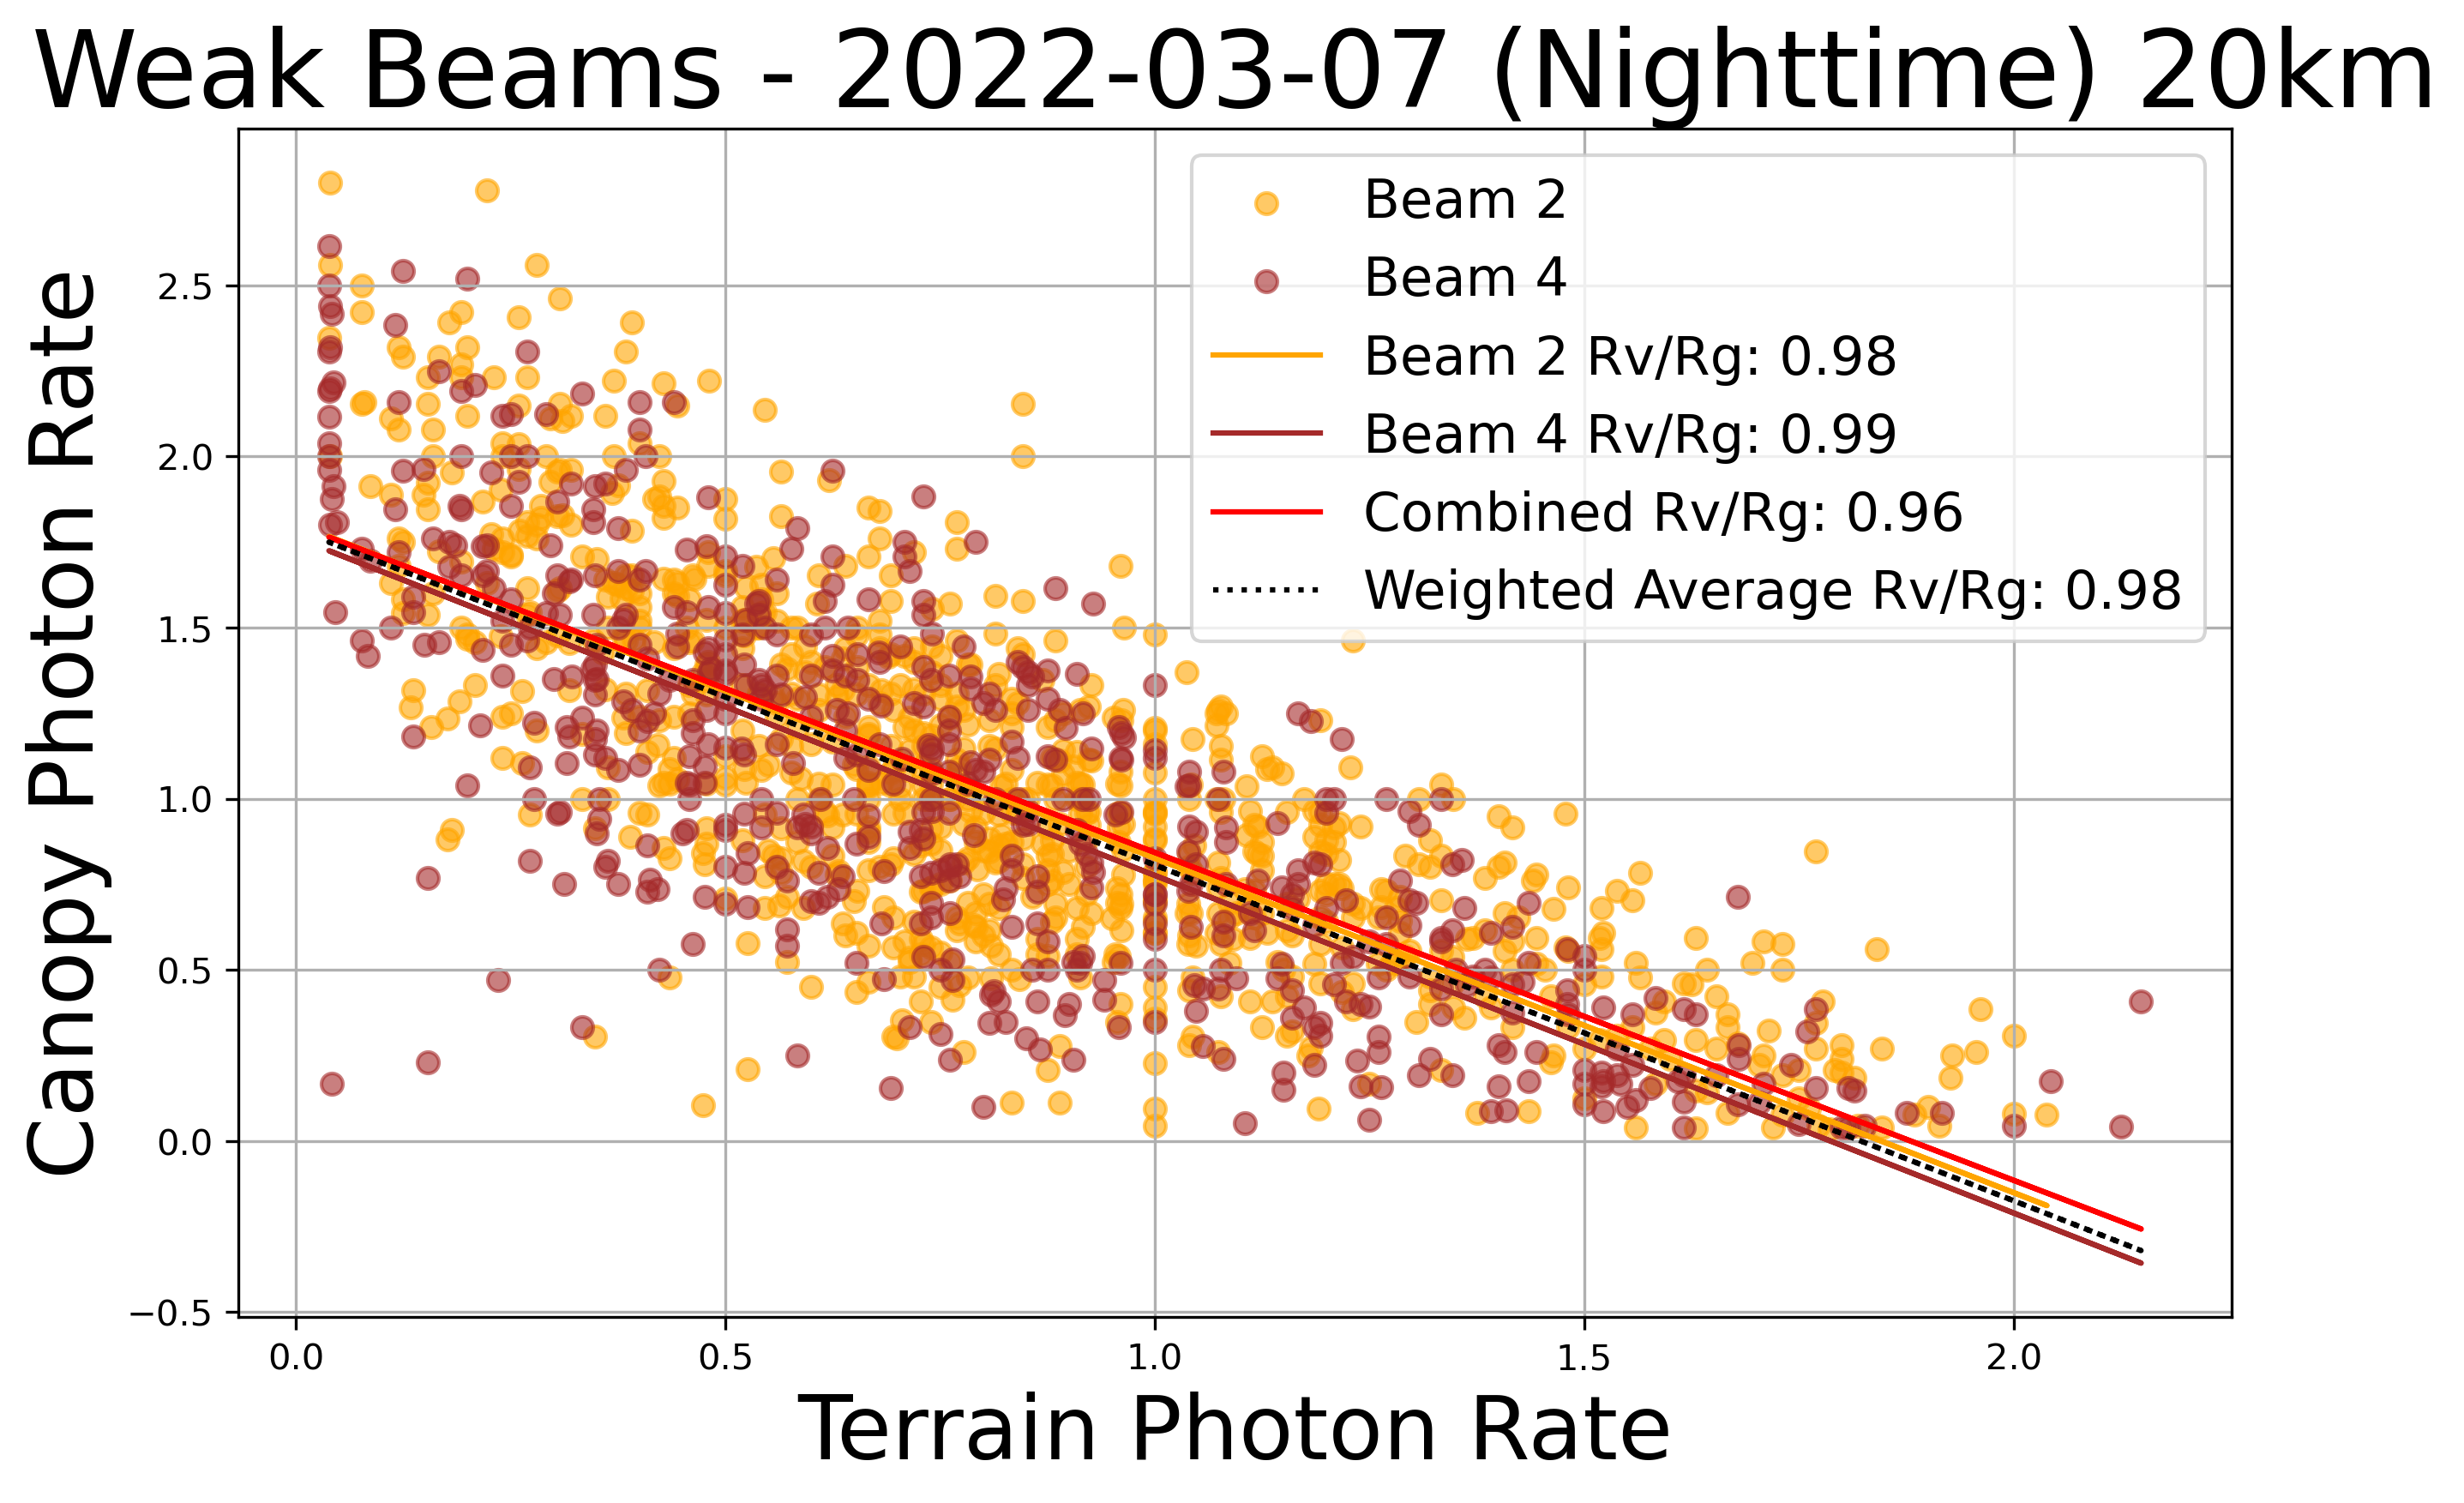 Weak Beams - 2022-03-07 (Nighttime) 20km
Beam 2
Beam 4
Beam 2 Rv/Rg: 0.98
Beam 4 Rv/Rg: 0.99
Combined Rv/Rg: 0.96
Weighted Average Rv/Rg: 0.98
Canopy Photon Rate
2.5
2.0
1.5
1.0
0.5
0.0
−0.5
0.0 0.5 1.0 1.5 2.0
Terrain Photon Rate